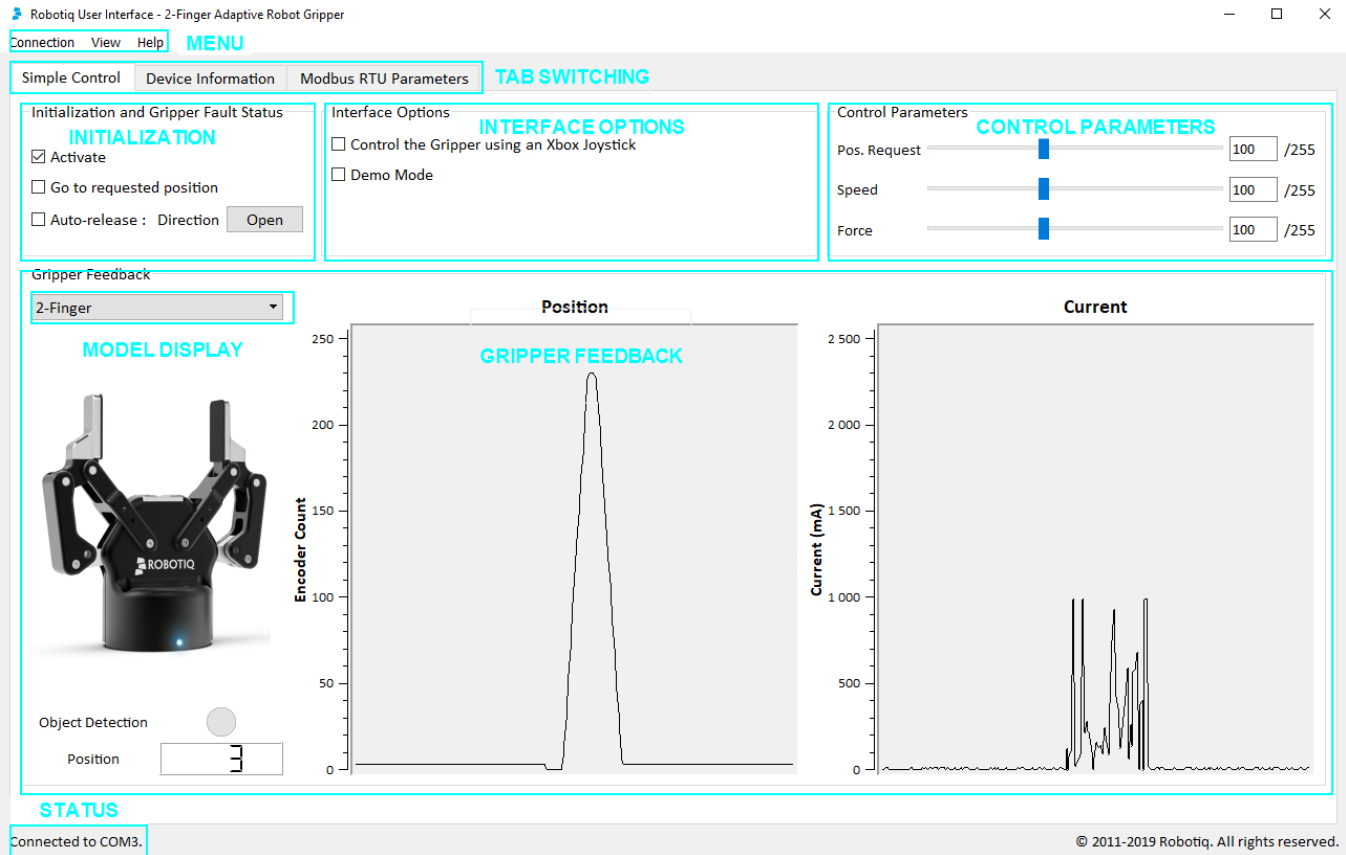 Robotiq User Interface - 2-Finger Adaptive Robot Gripper
Connection View Help MENU
Simple Control Device Information Modbus RTU Parameters TAB SWITCHING
Initialization and Gripper Fault Status
INITIALIZATION
Activate
Go to requested position
Auto-release : Direction Open
Interface Options
INTERFACE OPTIONS
Control the Gripper using an Xbox Joystick
Demo Mode
Control Parameters
CONTROL PARAMETERS
Pos. Request 100 /255
Speed 100 /255
Force 100 /255
Gripper Feedback
2-Finger
MODEL DISPLAY
ROBOTIQ
Object Detection
Position 3
Position
GRIPPER FEEDBACK
Encoder Count
250
200
150
100
50
0
Current
Current (mA)
2 500
2 000
1 500
1 000
500
0
STATUS
Connected to COM3.
© 2011-2019 Robotiq. All rights reserved.